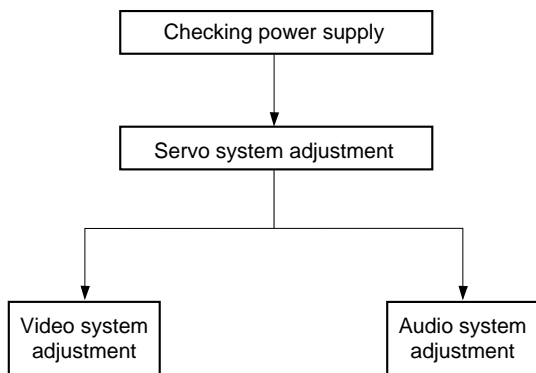 Checking power supply
Servo system adjustment
Video system
adjustment
Audio system
adjustment